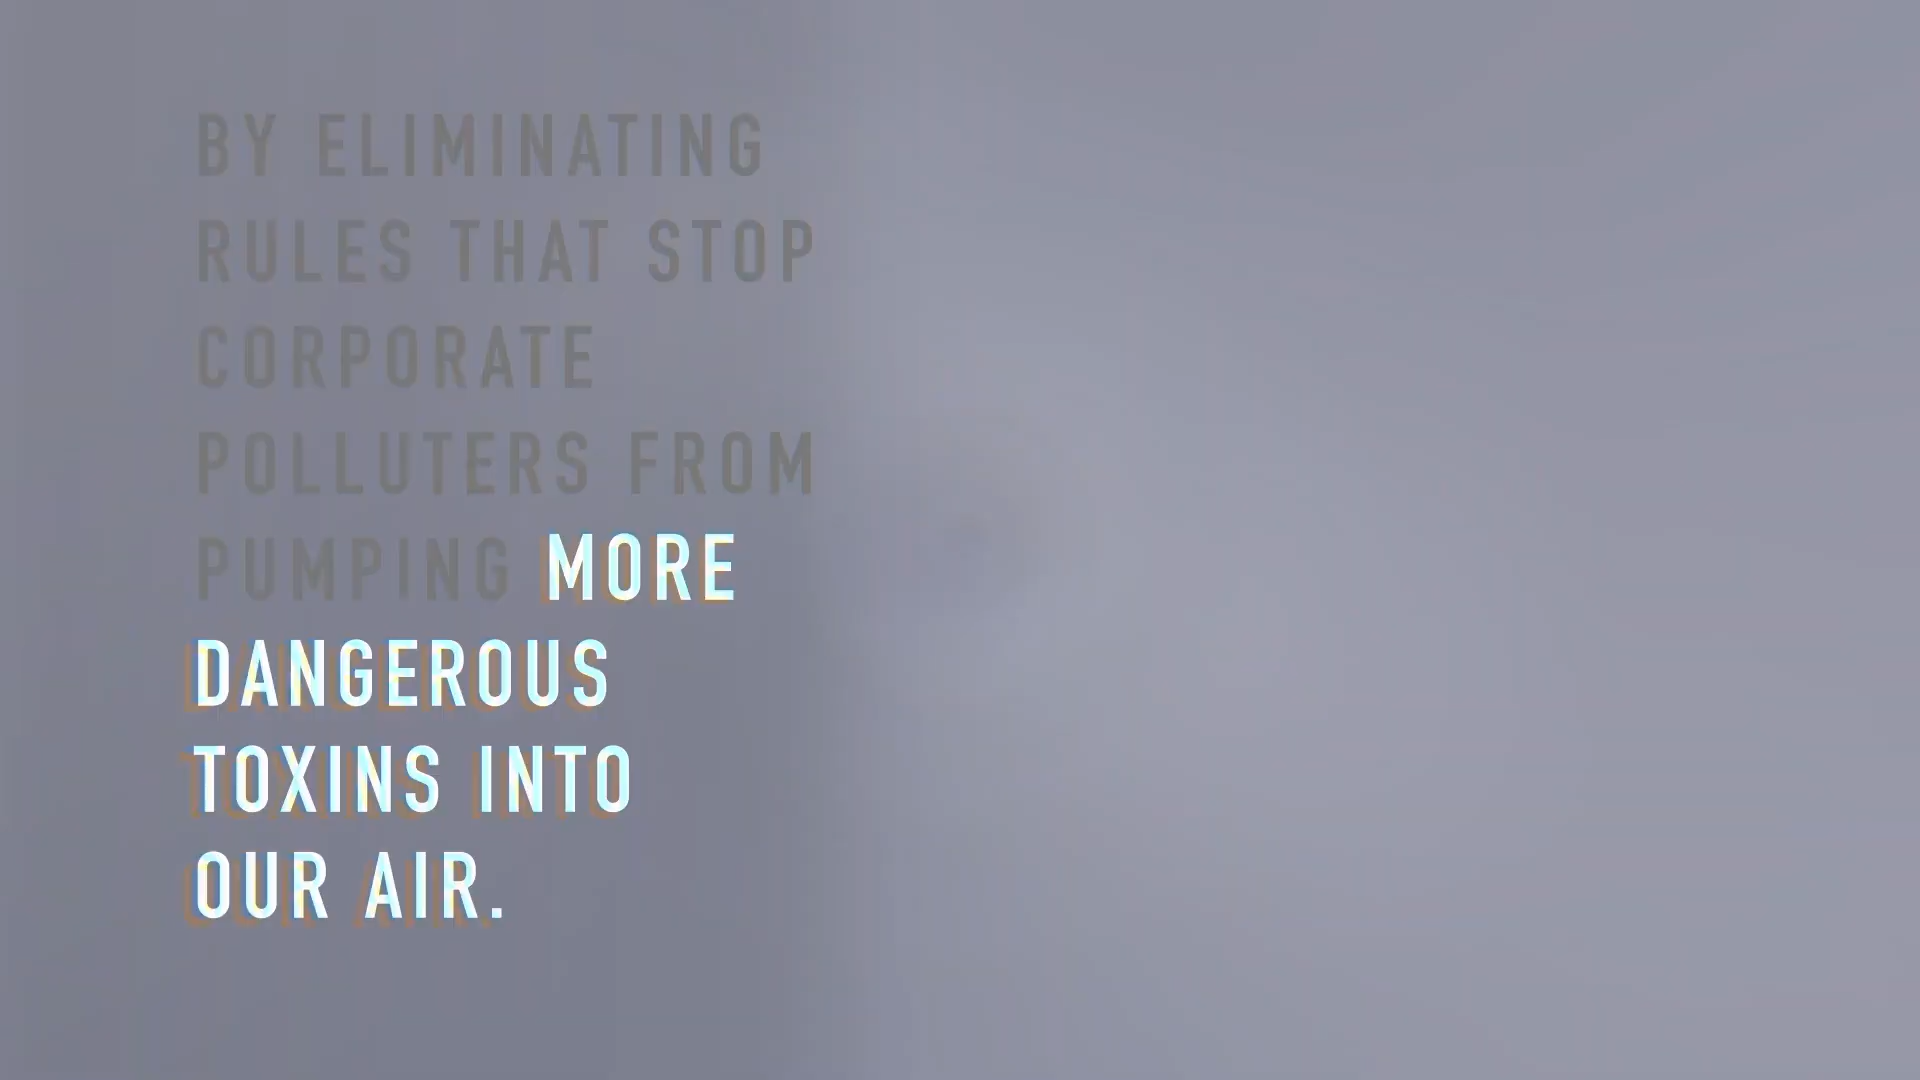 BY ELIMINATING
RULES THAT STOP
CORPORATE
POLLUTERS FROM
PUMPING MORE
DANGEROUS
TOXINS INTO
OUR AIR.